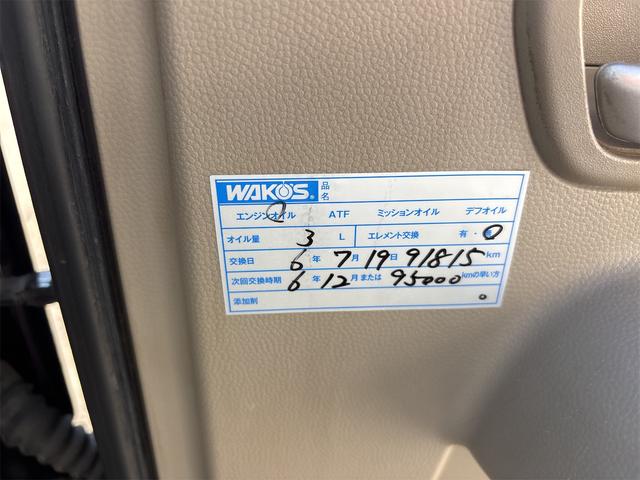 WAKO'S® 品名
エンジンオイル ATF ミッションオイル デフオイル
オイル量 3 L エレメント交換 有・
交換日 6 年 7 月 19 日 91815 km
次回交換時期 6 年 12 月または 95000 kmの早い方
添加剤